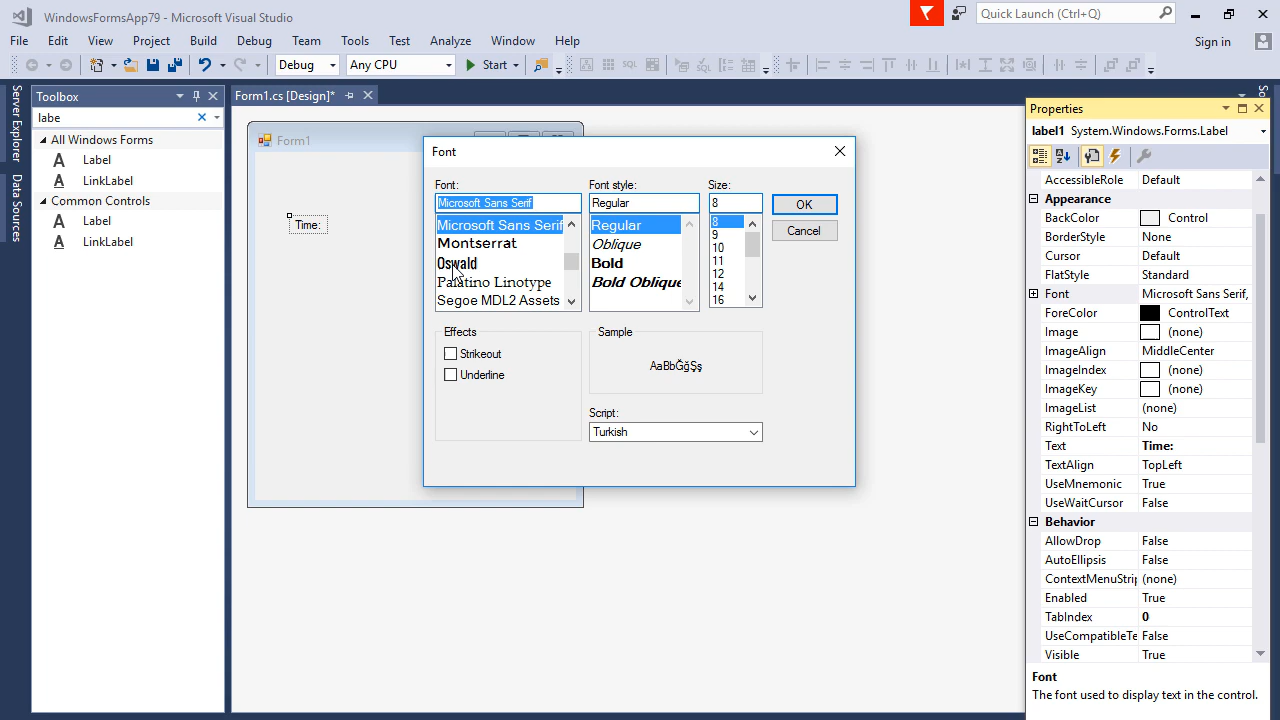 WindowsFormsApp79 - Microsoft Visual Studio
Quick Launch (Ctrl+Q)
File Edit View Project Build Debug Team Tools Test Analyze Window Help
Sign in
Debug Any CPU Start
Server Explorer
Data Sources
Toolbox
labe
All Windows Forms
Label
LinkLabel
Common Controls
Label
LinkLabel
Form1.cs [Design]*
Form1
Time:
Font
Font:
Microsoft Sans Serif
Microsoft Sans Serif
Montserrat
Oswald
Palatino Linotype
Segoe MDL2 Assets
Font style:
Regular
Regular
Oblique
Bold
Bold Oblique
Size:
8
8
9
10
11
12
14
16
OK
Cancel
Effects
Strikeout
Underline
Sample
AaBbĞğŞş
Script:
Turkish
So
Properties
label1 System.Windows.Forms.Label
AccessibleRole Default
Appearance
BackColor Control
BorderStyle None
Cursor Default
FlatStyle Standard
Font Microsoft Sans Serif,
ForeColor ControlText
Image (none)
ImageAlign MiddleCenter
ImageIndex (none)
ImageKey (none)
ImageList (none)
RightToLeft No
Text Time:
TextAlign TopLeft
UseMnemonic True
UseWaitCursor False
Behavior
AllowDrop False
AutoEllipsis False
ContextMenuStrip (none)
Enabled True
TabIndex 0
UseCompatibleTe False
Visible True
Font
The font used to display text in the control.